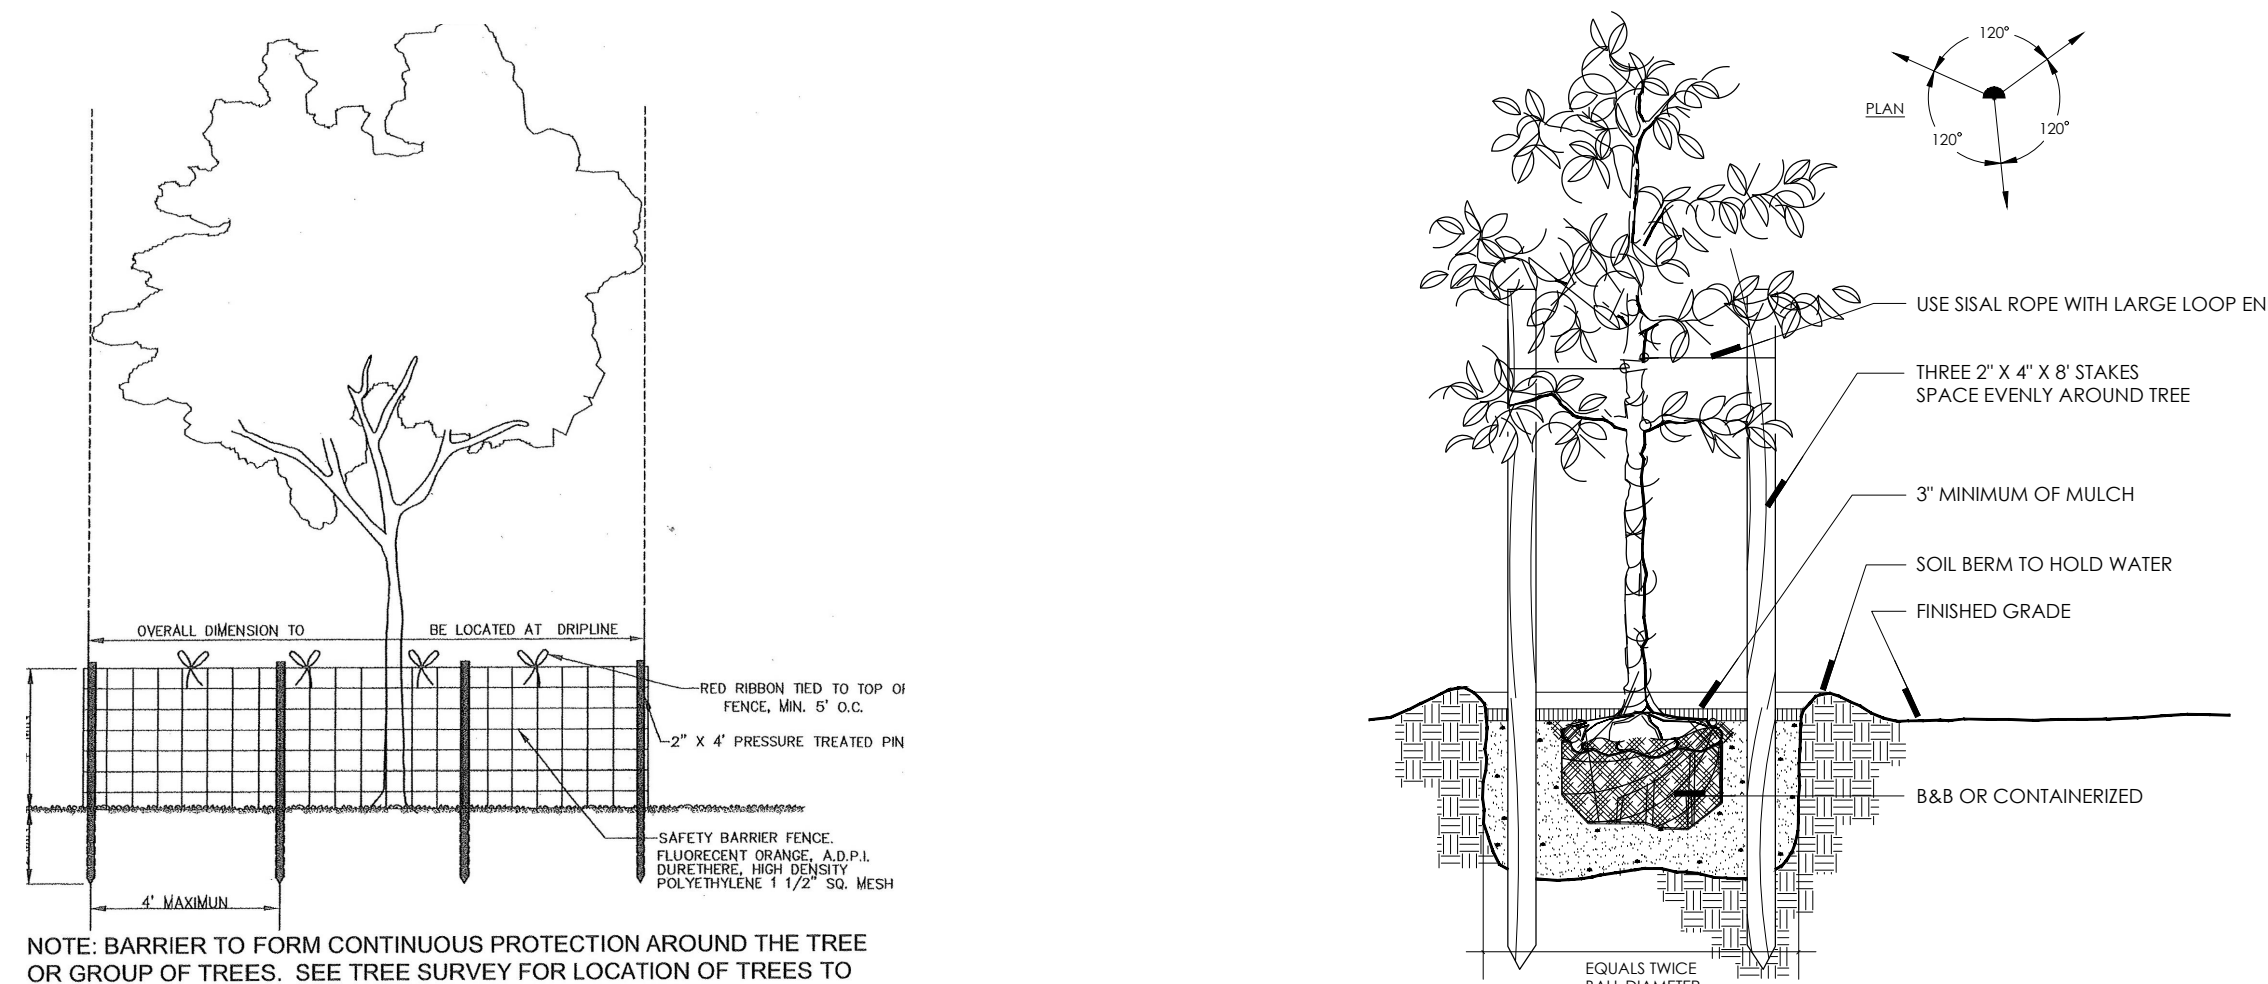 OVERALL DIMENSION TO BE LOCATED AT DRIPLINE
RED RIBBON TIED TO TOP OF
FENCE, MIN. 5' O.C.
2" X 4' PRESSURE TREATED PIN
SAFETY BARRIER FENCE.
FLUORECENT ORANGE, A.D.P.I.
DURETHERE, HIGH DENSITY
POLYETHYLENE 1 1/2" SQ. MESH
4' MAXIMUN
NOTE: BARRIER TO FORM CONTINUOUS PROTECTION AROUND THE TREE
OR GROUP OF TREES. SEE TREE SURVEY FOR LOCATION OF TREES TO
120°
PLAN
120°
120°
USE SISAL ROPE WITH LARGE LOOP EN
THREE 2" X 4" X 8' STAKES
SPACE EVENLY AROUND TREE
3" MINIMUM OF MULCH
SOIL BERM TO HOLD WATER
FINISHED GRADE
B&B OR CONTAINERIZED
EQUALS TWICE
BALL DIAMETER